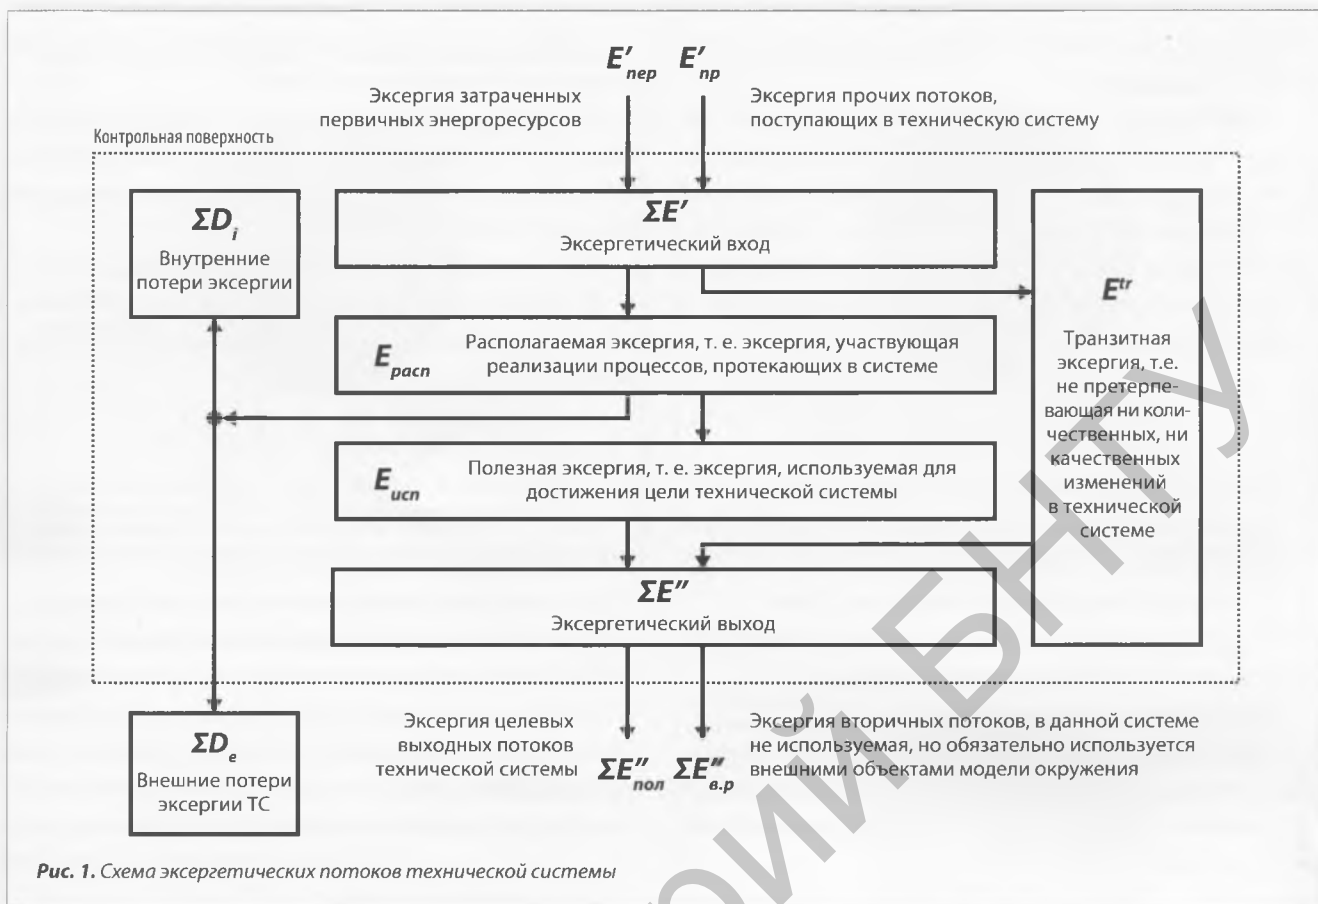 E′пер E′пр
Эксергия затраченных
первичных энергоресурсов
Эксергия прочих потоков,
поступающих в техническую систему
Контрольная поверхность
ΣDi
Внутренние
потери эксергии
ΣE′
Эксергетический вход
Etr
Транзитная
эксергия, т.е.
не претерпе-
вающая ни коли-
чественных, ни
качественных
изменений
в технической
системе
Eрасп
Располагаемая эксергия, т. е. эксергия, участвующая
реализации процессов, протекающих в системе
Eисп
Полезная эксергия, т. е. эксергия, используемая для
достижения цели технической системы
ΣE″
Эксергетический выход
ΣDe
Внешние потери
эксергии ТС
Эксергия целевых
выходных потоков
технической системы
ΣE″пол ΣE″в.р
Эксергия вторичных потоков, в данной системе
не используемая, но обязательно используется
внешними объектами модели окружения
Рис. 1. Схема эксергетических потоков технической системы
рий БНТУ